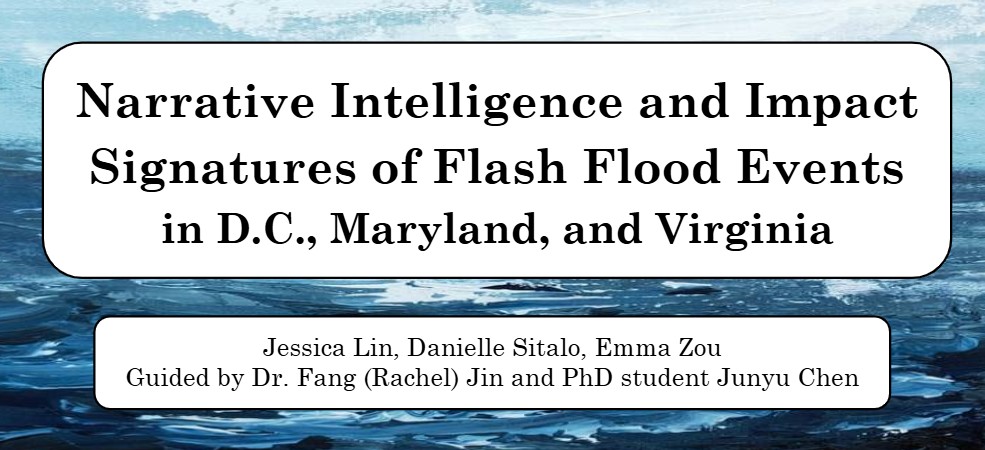 Narrative Intelligence and Impact
Signatures of Flash Flood Events
in D.C., Maryland, and Virginia
Jessica Lin, Danielle Sitalo, Emma Zou
Guided by Dr. Fang (Rachel) Jin and PhD student Junyu Chen